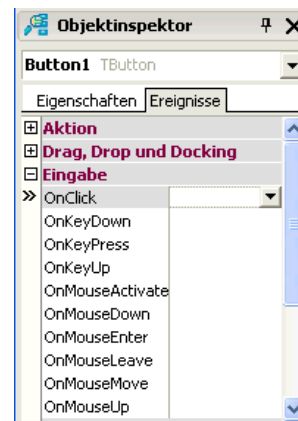 Objektinspektor
Button1 TButton
Eigenschaften Ereignisse
Aktion
Drag, Drop und Docking
Eingabe
OnClick
OnKeyDown
OnKeyPress
OnKeyUp
OnMouseActivate
OnMouseDown
OnMouseEnter
OnMouseLeave
OnMouseMove
OnMouseUp